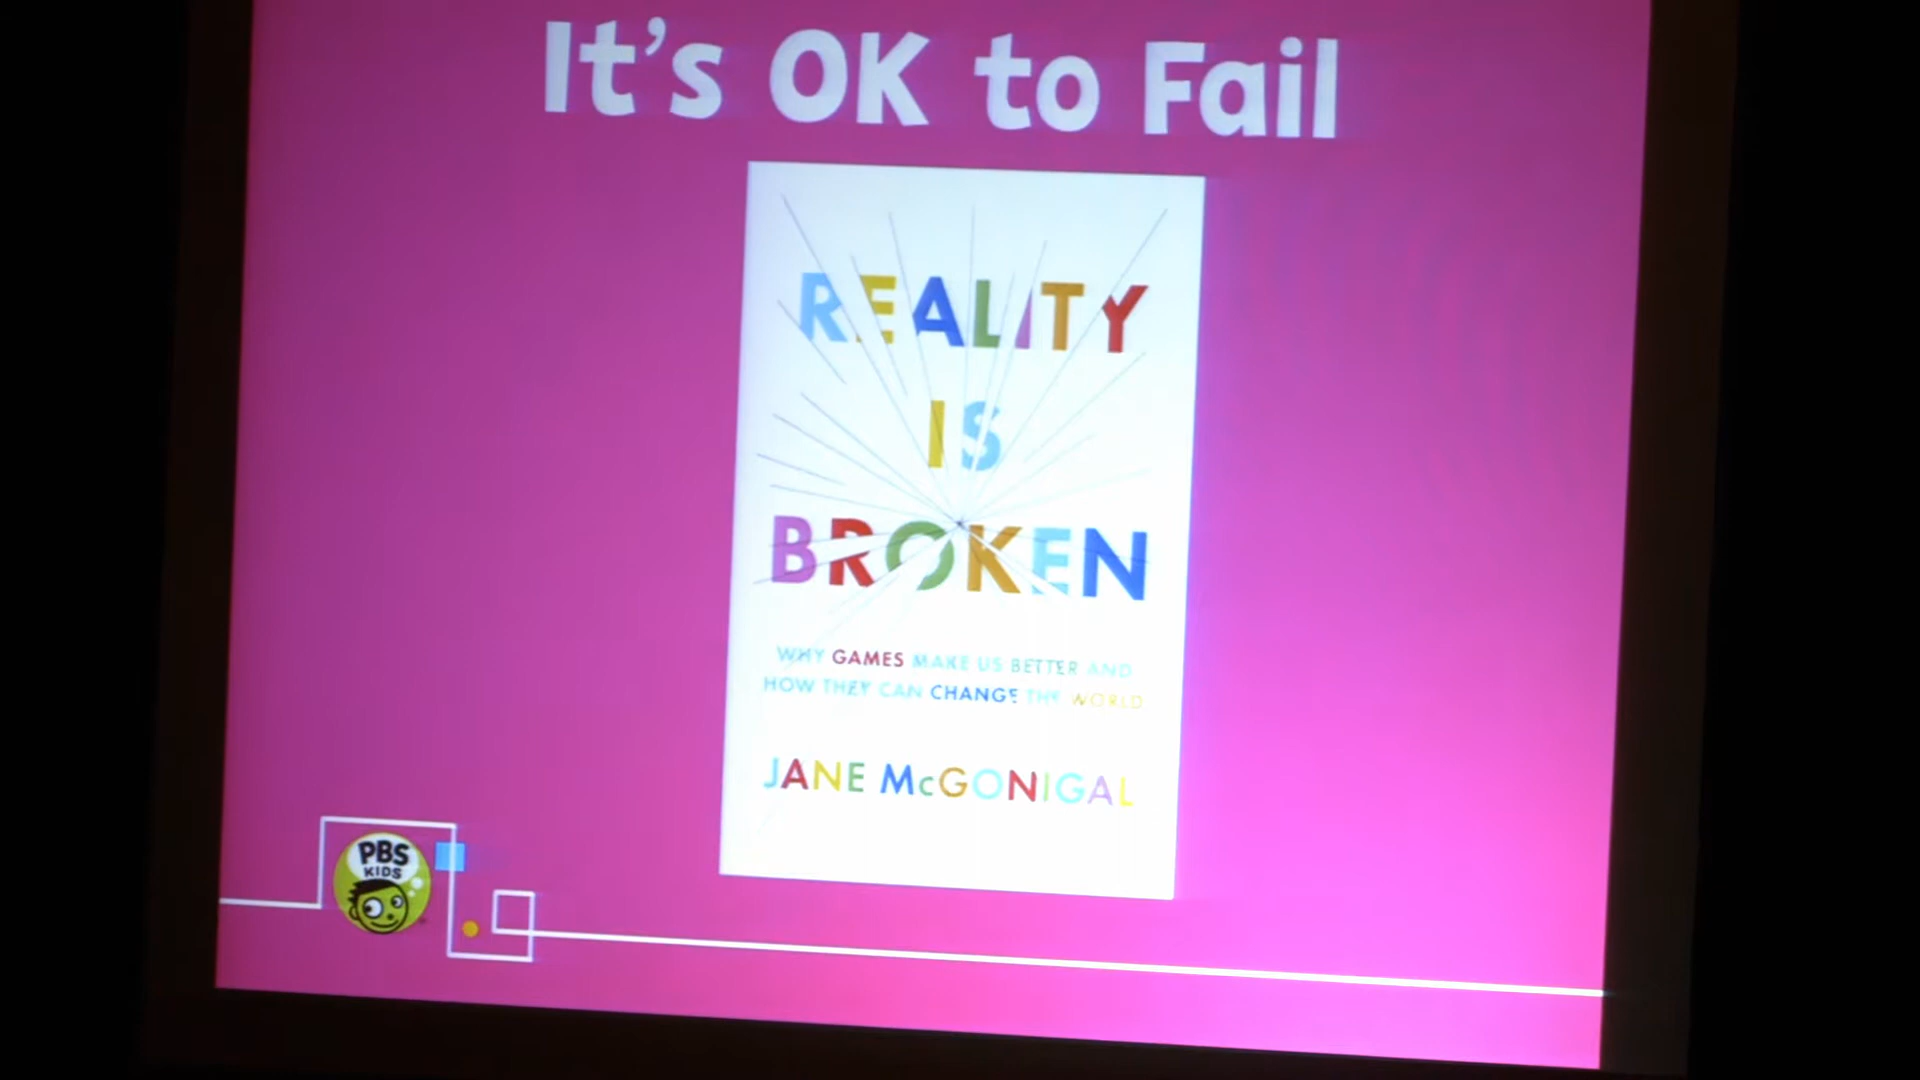 It's OK to Fail
REALITY
IS
BROKEN
WHY GAMES MAKE US BETTER AND
HOW THEY CAN CHANGE THE WORLD
JANE McGONIGAL
PBS
KIDS